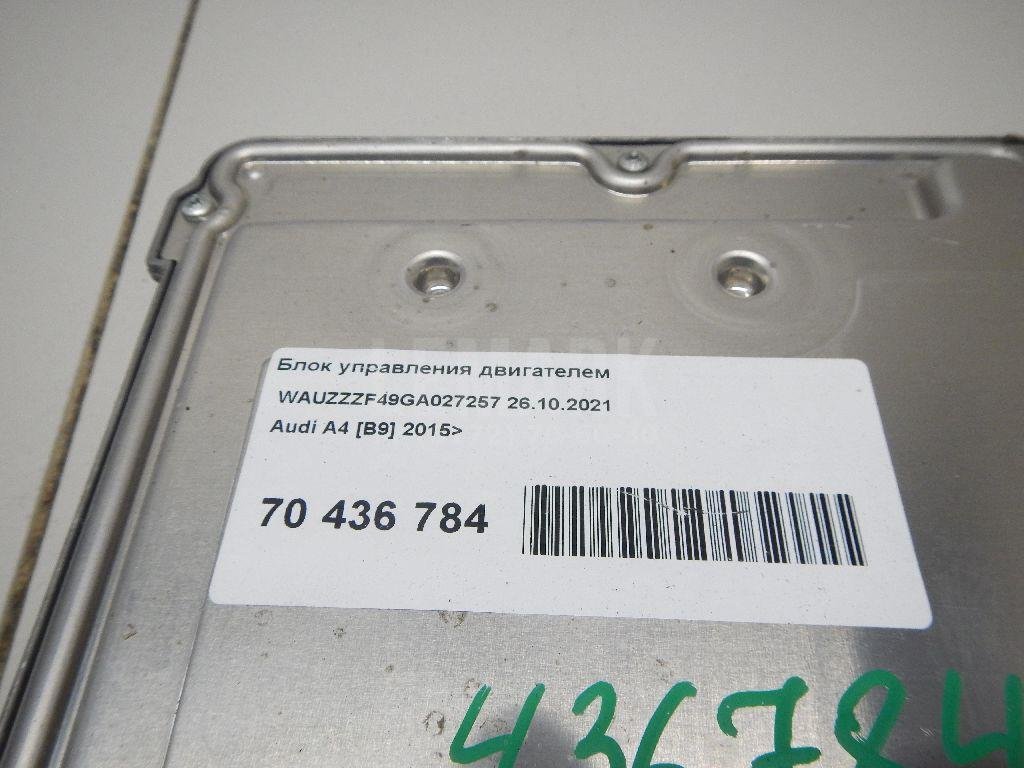 Блок управления двигателем
WAUZZZF49GA027257 26.10.2021
Audi A4 [B9] 2015>
70 436 784
436784